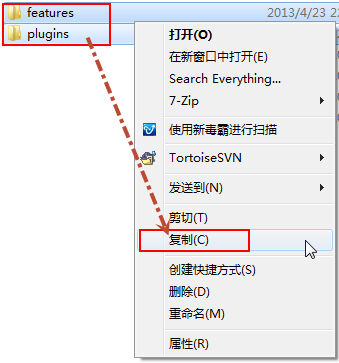 features
2013/4/23 22
plugins
打开(O)
在新窗口中打开(E)
Search Everything...
7-Zip
使用新毒霸进行扫描
TortoiseSVN
发送到(N)
剪切(T)
复制(C)
创建快捷方式(S)
删除(D)
重命名(M)
属性(R)